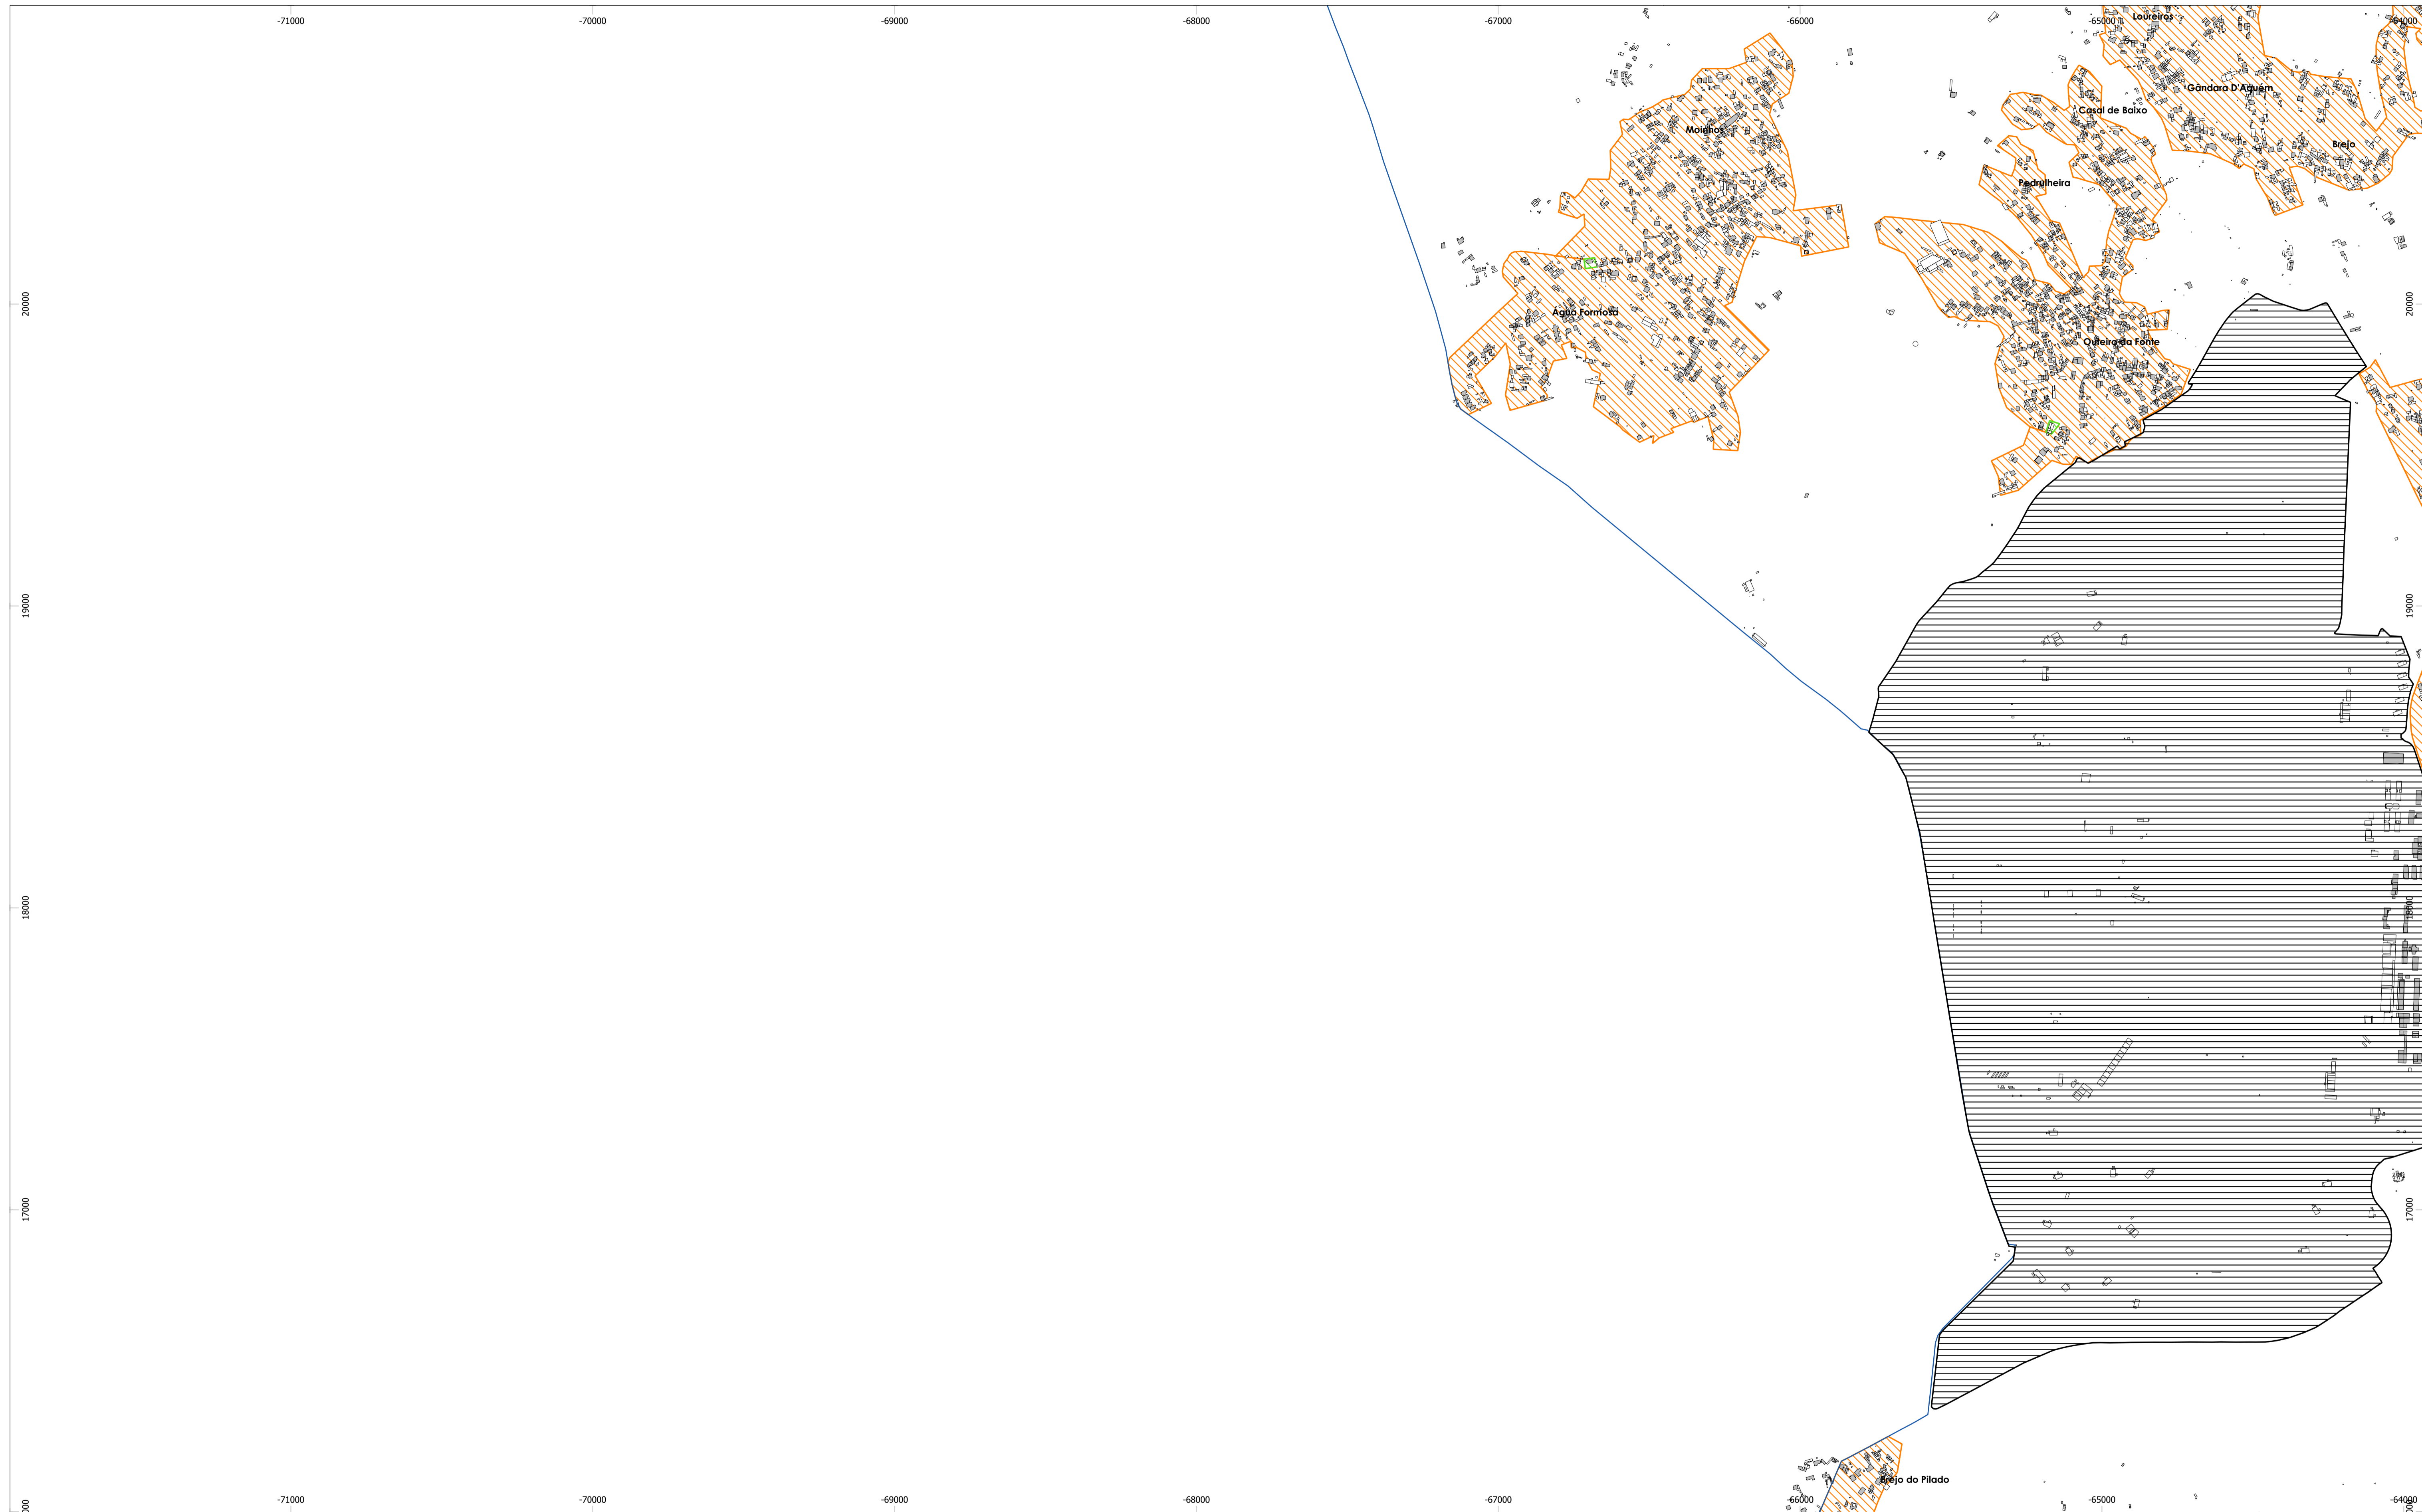 -71000 -70000 -69000 -68000 -67000 -66000 -65000 -64000
Loureiros
Gândara D'Aquém
Casal de Baixo
Moinhos
Brejo
Pedrulheira
20000 20000
Água Formosa
Outeiro da Fonte
19000 19000
18000 18000
17000 17000
Brejo do Pilado
-71000 -70000 -69000 -68000 -67000 -66000 -65000 -64000